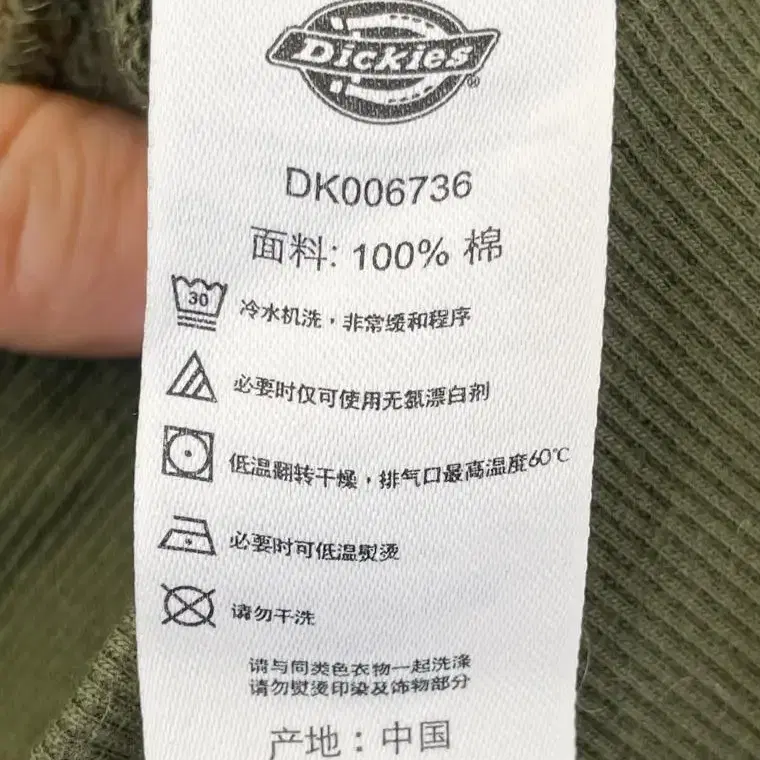 Dickies®
DK006736
面料: 100% 棉
30
冷水机洗，非常缓和程序
必要时仅可使用无氯漂白剂
低温翻转干燥，排气口最高温度60℃
必要时可低温熨烫
请勿干洗
请与同类色衣物一起洗涤
请勿熨烫印染及饰物部分
产地：中国